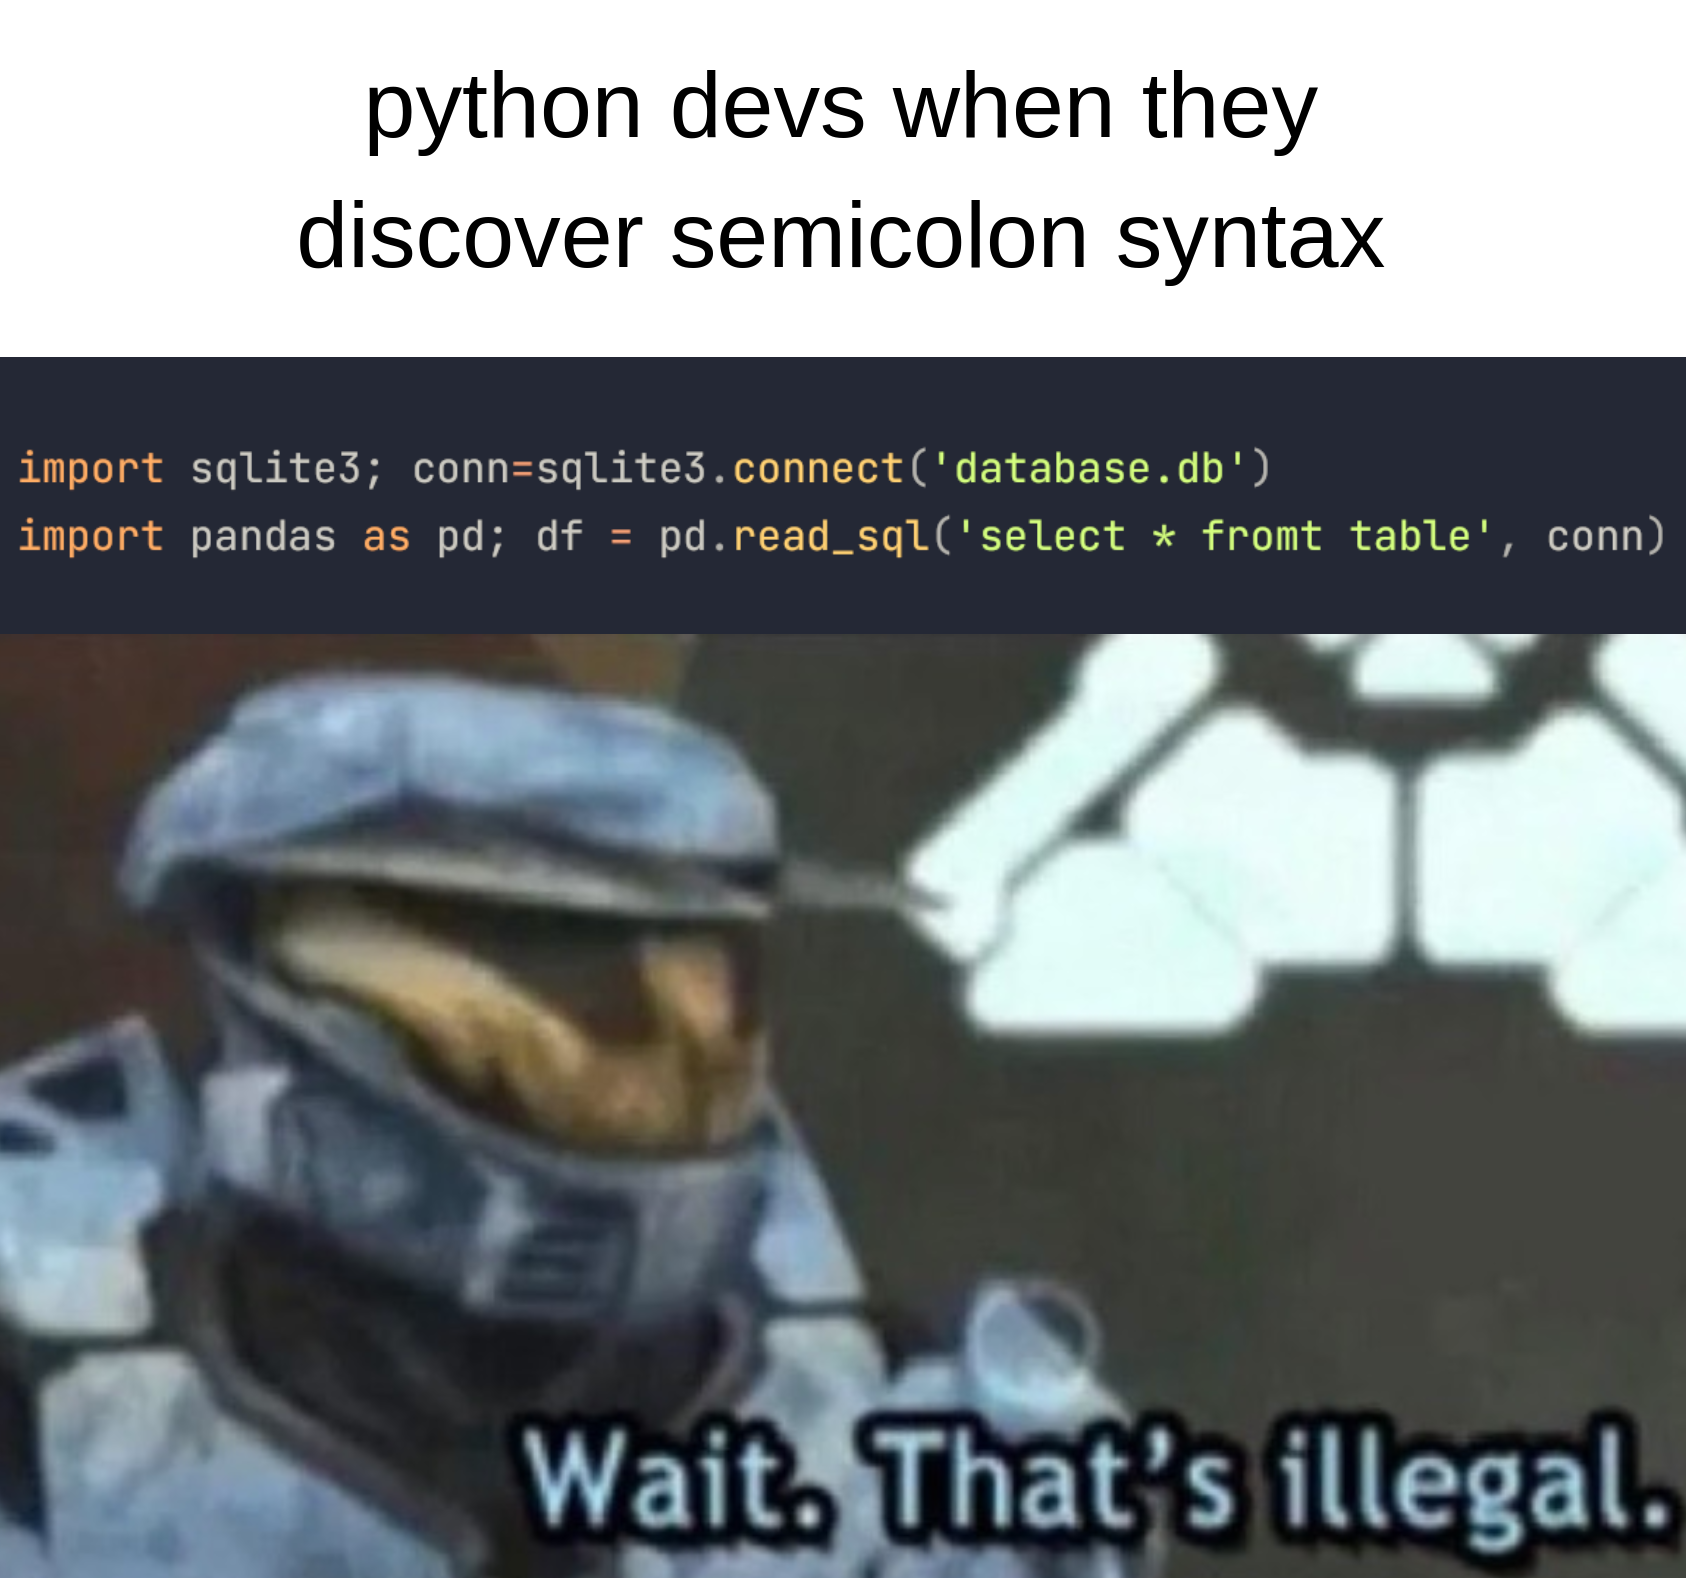 python devs when they
discover semicolon syntax
import sqlite3; conn=sqlite3.connect('database.db')
import pandas as pd; df = pd.read_sql('select * fromt table', conn)
Wait. That's illegal.